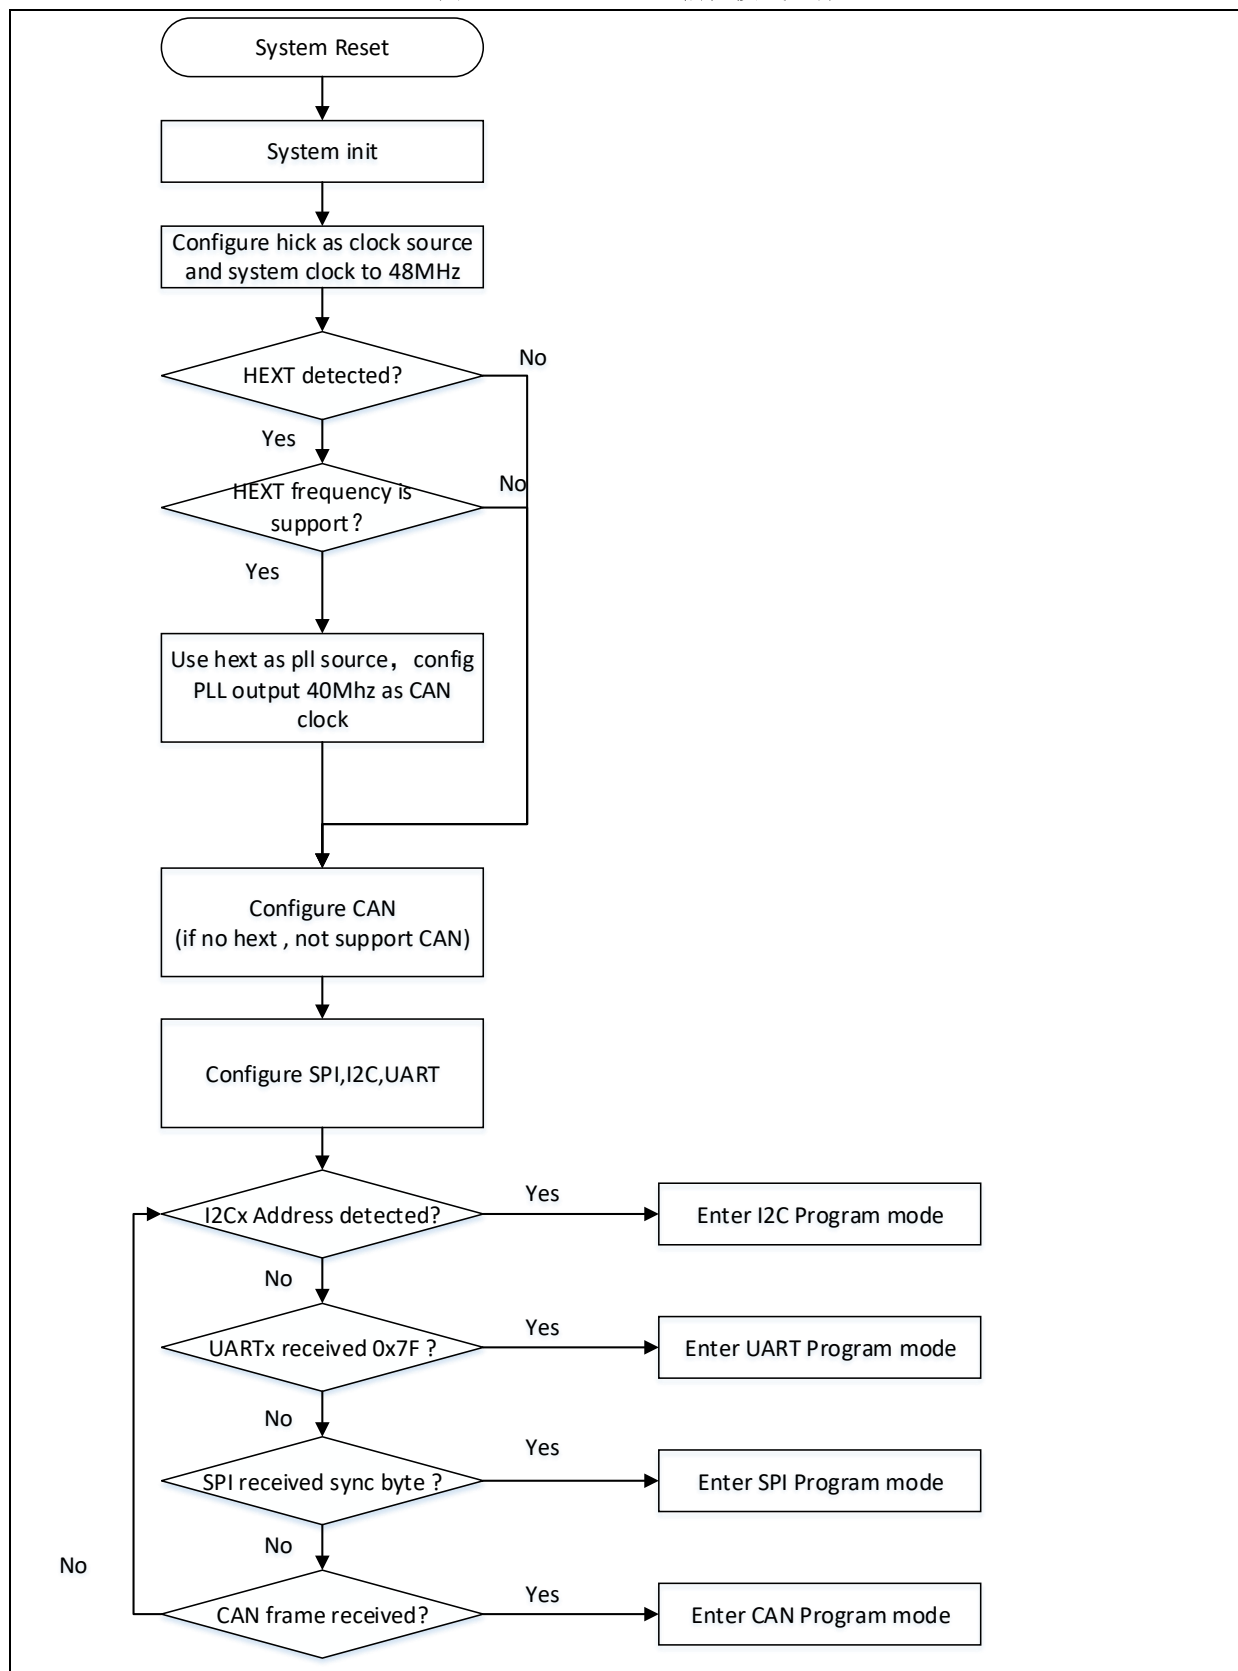 System Reset
System init
Configure hick as clock source
and system clock to 48MHz
HEXT detected?
No
Yes
HEXT frequency is
support？
No
Yes
Use hext as pll source，config
PLL output 40Mhz as CAN
clock
Configure CAN
(if no hext , not support CAN)
Configure SPI,I2C,UART
I2Cx Address detected?
Yes
Enter I2C Program mode
No
UARTx received 0x7F ?
Yes
Enter UART Program mode
No
SPI received sync byte ?
Yes
Enter SPI Program mode
No
No
CAN frame received?
Yes
Enter CAN Program mode